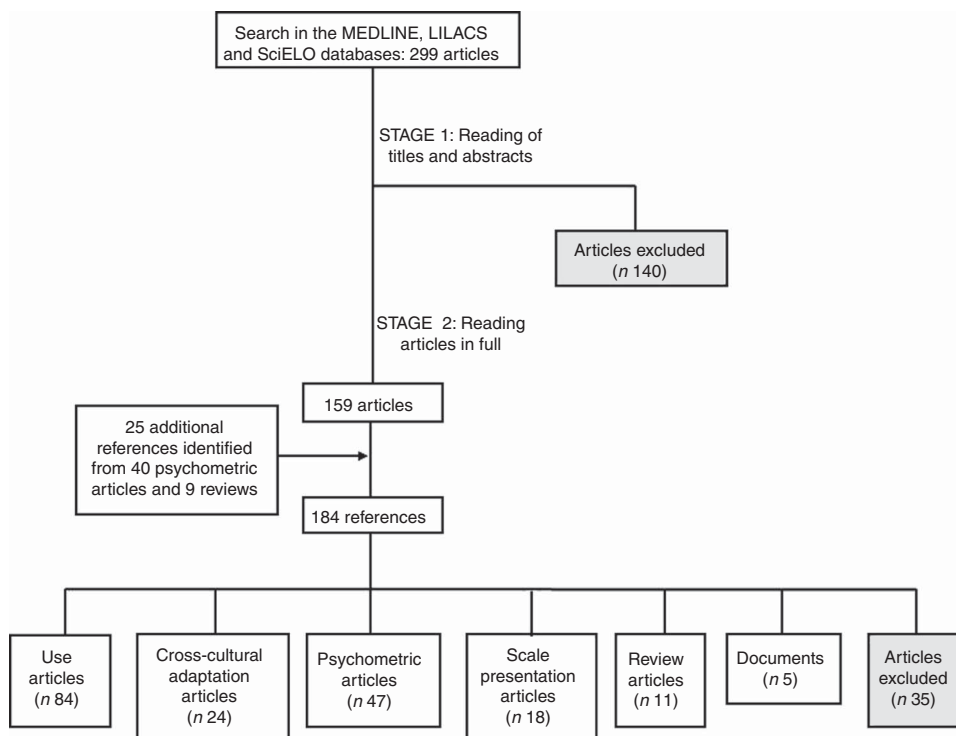 Search in the MEDLINE, LILACS
and SciELO databases: 299 articles
STAGE 1: Reading of
titles and abstracts
Articles excluded
(n 140)
STAGE 2: Reading
articles in full
159 articles
25 additional
references identified
from 40 psychometric
articles and 9 reviews
184 references
Use
articles
(n 84)
Cross-cultural
adaptation
articles
(n 24)
Psychometric
articles
(n 47)
Scale
presentation
articles
(n 18)
Review
articles
(n 11)
Documents
(n 5)
Articles
excluded
(n 35)